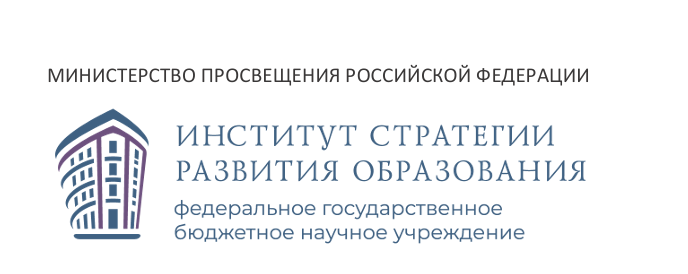 МИНИСТЕРСТВО ПРОСВЕЩЕНИЯ РОССИЙСКОЙ ФЕДЕРАЦИИ
ИНСТИТУТ СТРАТЕГИИ
РАЗВИТИЯ ОБРАЗОВАНИЯ
федеральное государственное
бюджетное научное учреждение